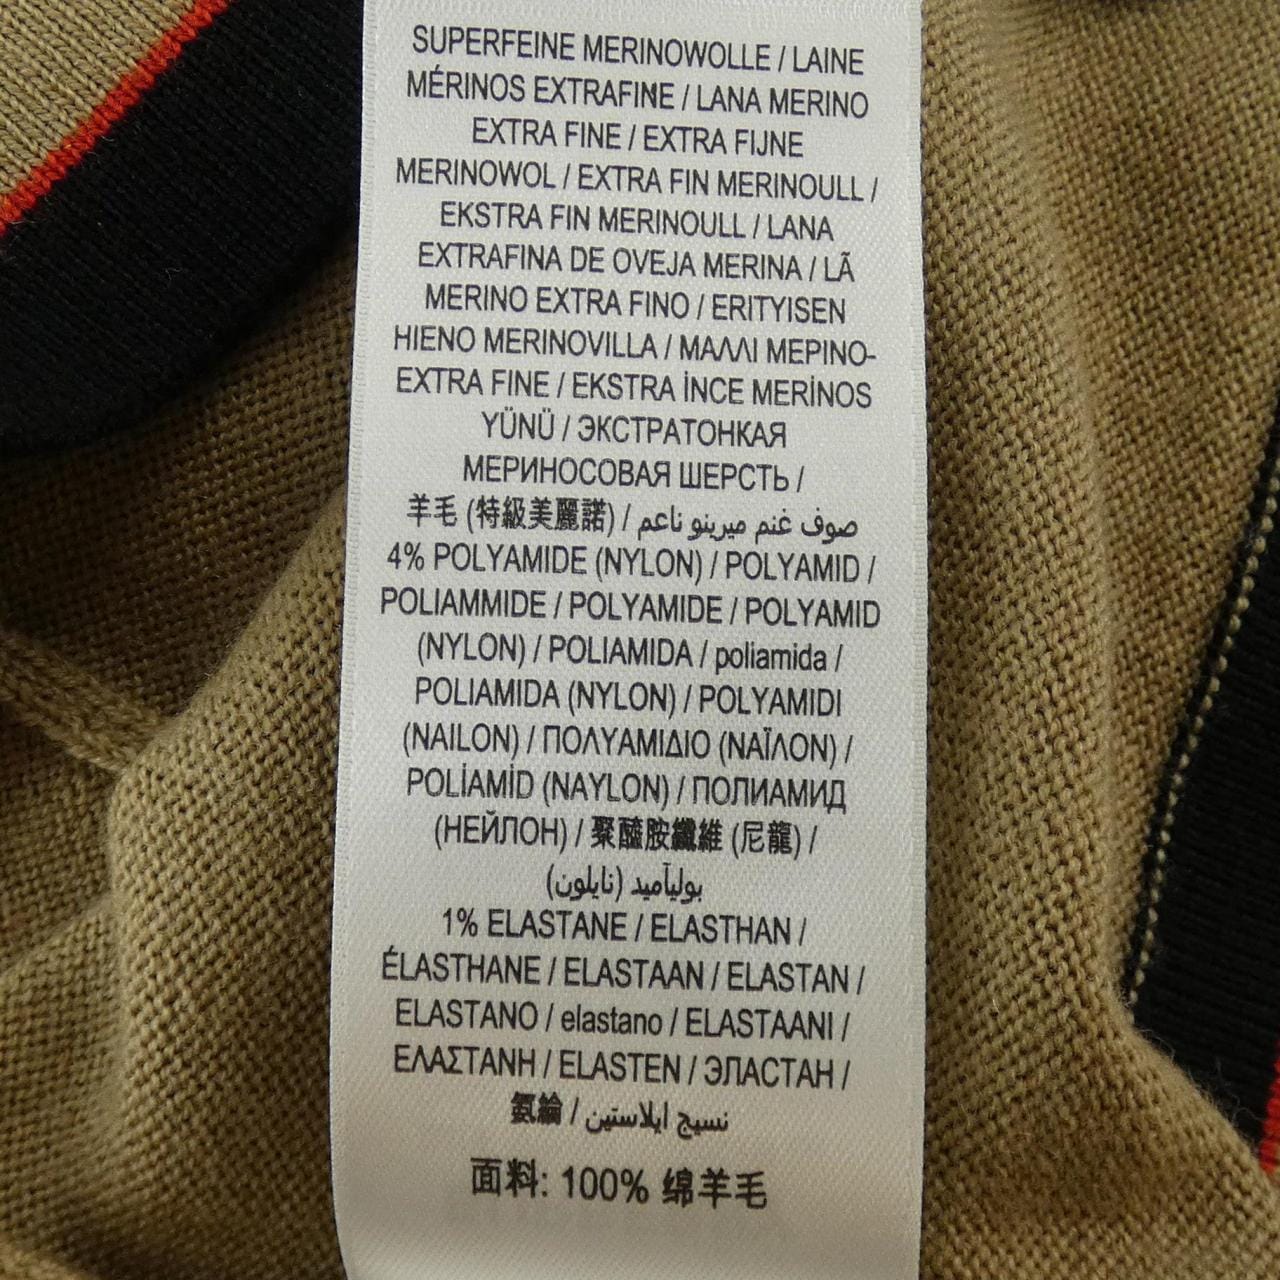 SUPERFEINE MERINOWOLLE / LAINE
MÉRINOS EXTRAFINE / LANA MERINO
EXTRA FINE / EXTRA FIJNE
MERINOWOL / EXTRA FIN MERINOULL /
EKSTRA FIN MERINOULL / LANA
EXTRAFINA DE OVEJA MERINA / LÃ
MERINO EXTRA FINO / ERITYISEN
HIENO MERINOVILLA / ΜΑΛΛΙ ΜΕΡΙΝΟ-
EXTRA FINE / EKSTRA İNCE MERİNOS
YÜNÜ / ЭКСТРАТОНКАЯ
МЕРИНОСОВАЯ ШЕРСТЬ /
羊毛 (特級美麗諾) / صوف غنم ميرينو ناعم
4% POLYAMIDE (NYLON) / POLYAMID /
POLIAMMIDE / POLYAMIDE / POLYAMID
(NYLON) / POLIAMIDA / poliamida /
POLIAMIDA (NYLON) / POLYAMIDI
(NAILON) / ΠΟΛΥΑΜΙΔΙΟ (ΝΑΪΛΟΝ) /
POLİAMİD (NAYLON) / ПОЛИАМИД
(НЕЙЛОН) / 聚醯胺纖維 (尼龍) /
بولیآميد (نايلون)
1% ELASTANE / ELASTHAN /
ÉLASTHANE / ELASTAAN / ELASTAN /
ELASTANO / elastano / ELASTAANI /
ΕΛΑΣΤΑΝΗ / ELASTEN / ЭЛАСТАН /
氨綸 / نسيج ايلاستين
面料: 100% 绵羊毛